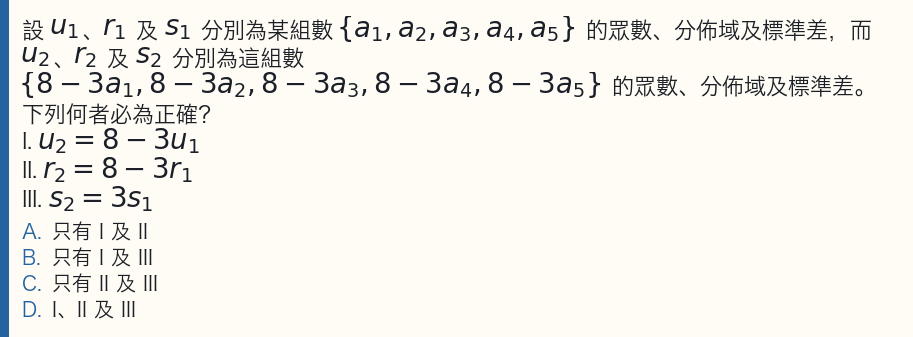 設 u₁、r₁ 及 s₁ 分別為某組數 {a₁, a₂, a₃, a₄, a₅} 的眾數、分佈域及標準差，而
u₂、r₂ 及 s₂ 分別為這組數
{8 − 3a₁, 8 − 3a₂, 8 − 3a₃, 8 − 3a₄, 8 − 3a₅} 的眾數、分佈域及標準差。
下列何者必為正確？
I. u₂ = 8 − 3u₁
II. r₂ = 8 − 3r₁
III. s₂ = 3s₁
A. 只有 I 及 II
B. 只有 I 及 III
C. 只有 II 及 III
D. I、II 及 III